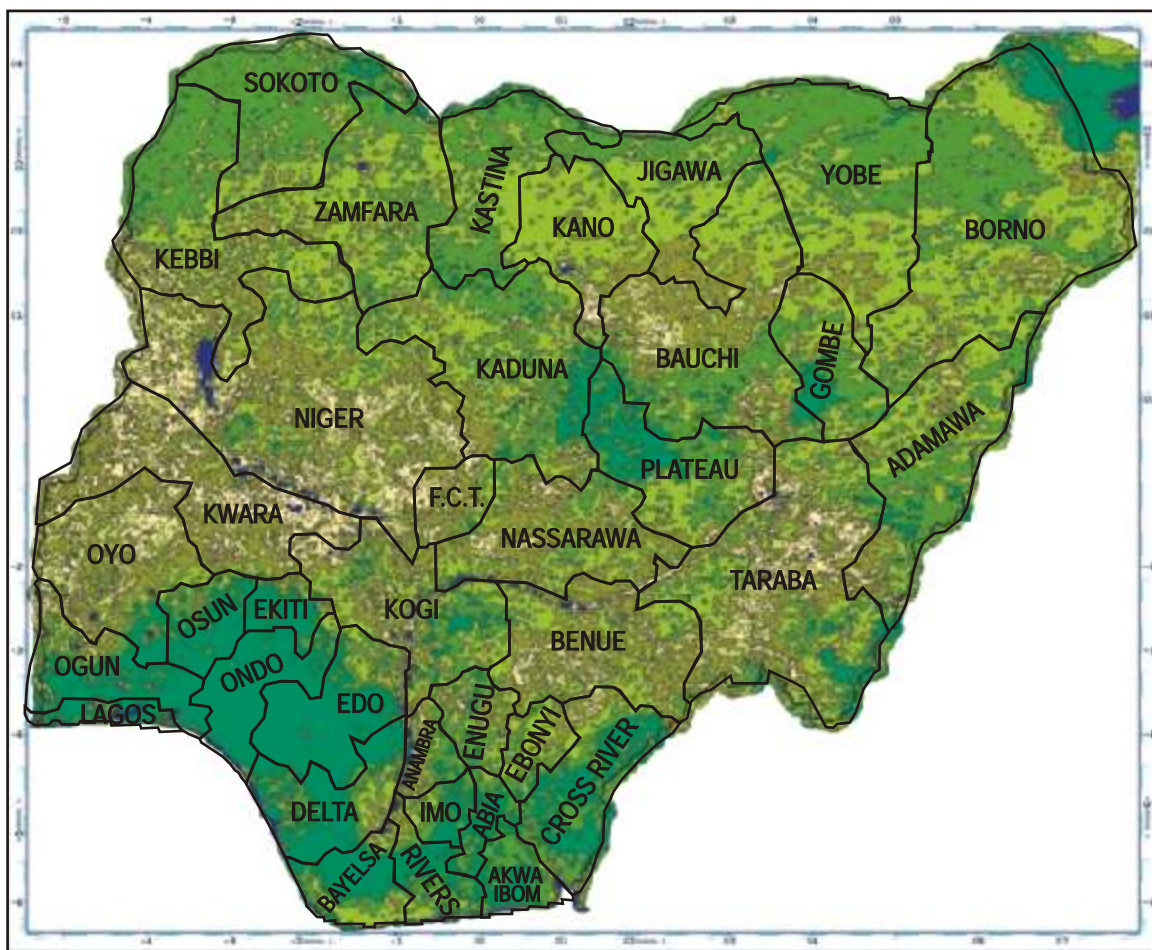 SOKOTO
KASTINA
JIGAWA
YOBE
ZAMFARA
KANO
BORNO
KEBBI
KADUNA
BAUCHI
GOMBE
NIGER
ADAMAWA
PLATEAU
F.C.T.
KWARA
NASSARAWA
OYO
TARABA
OSUN
EKITI
KOGI
BENUE
OGUN
ONDO
EDO
LAGOS
ANAMBRA
ENUGU
EBONYI
CROSS RIVER
DELTA
IMO
ABIA
BAYELSA
RIVERS
AKWA
IBOM